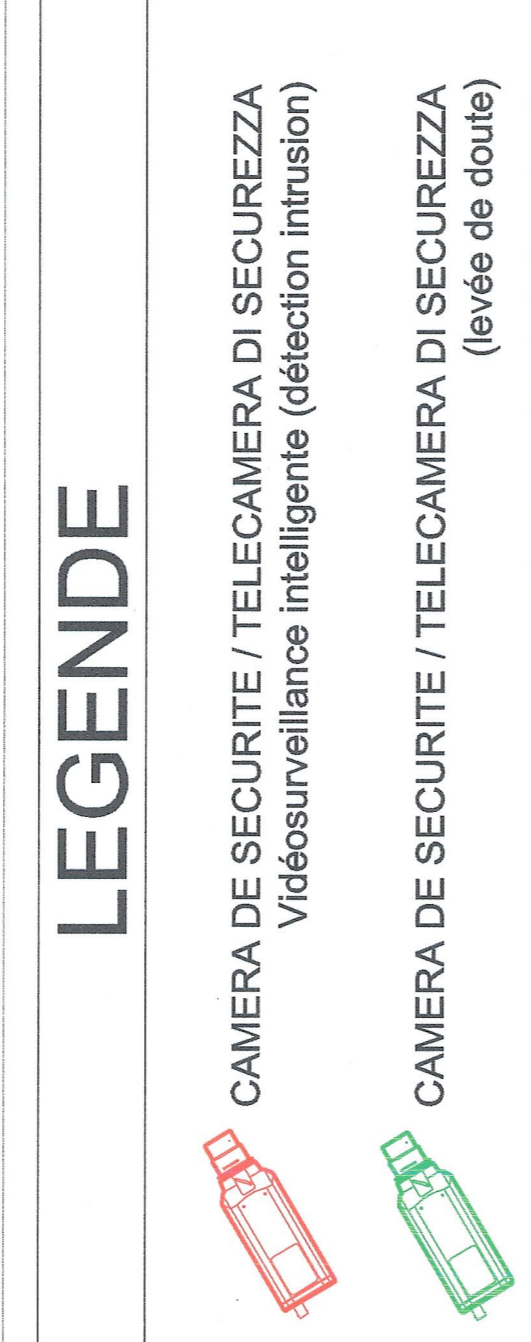 LEGENDE
CAMERA DE SECURITE / TELECAMERA DI SECUREZZA
Vidéosurveillance intelligente (détection intrusion)
CAMERA DE SECURITE / TELECAMERA DI SECUREZZA
(levée de doute)